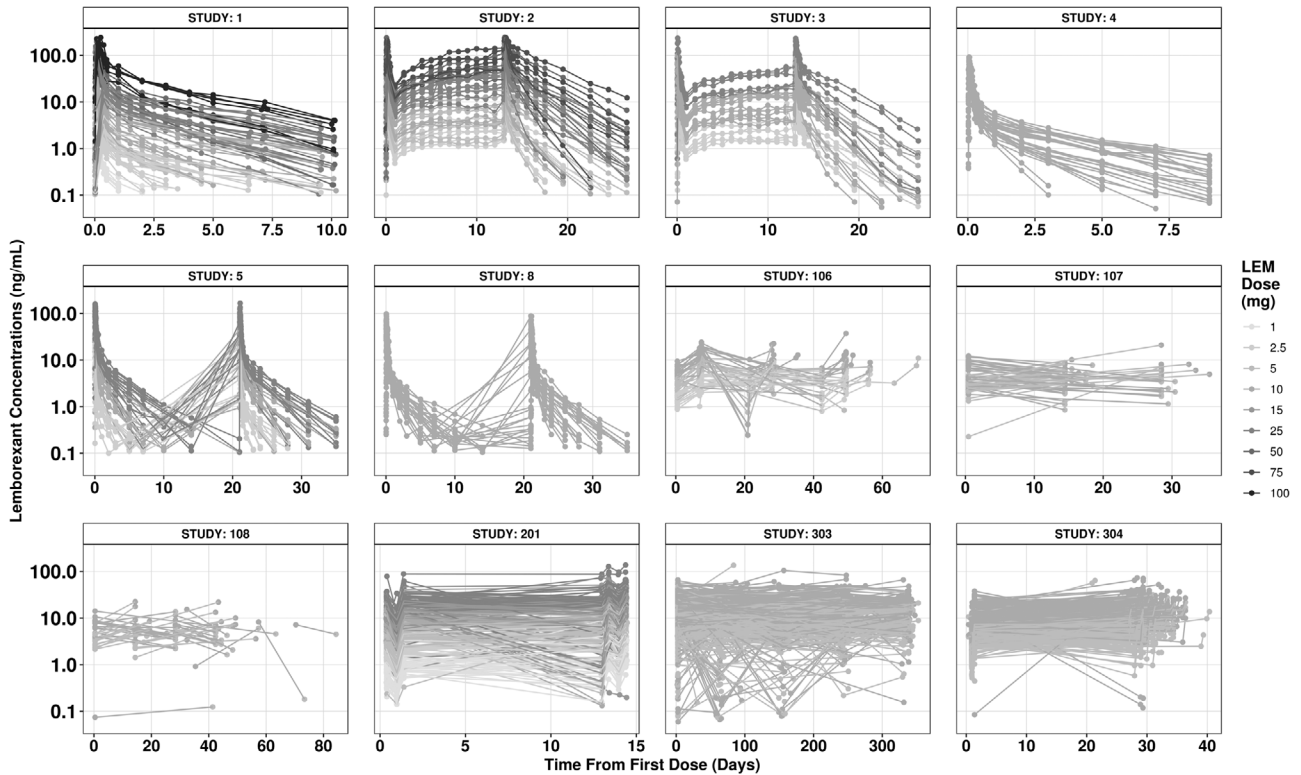 STUDY: 1
STUDY: 2
STUDY: 3
STUDY: 4
100.0
10.0
1.0
0.1
0.0 2.5 5.0 7.5 10.0
0 10 20
0 10 20
0.0 2.5 5.0 7.5
STUDY: 5
STUDY: 8
STUDY: 106
STUDY: 107
100.0
10.0
1.0
0.1
0 10 20 30
0 10 20 30
0 20 40 60
0 10 20 30
STUDY: 108
STUDY: 201
STUDY: 303
STUDY: 304
100.0
10.0
1.0
0.1
0 20 40 60 80
0 5 10 15
0 100 200 300
0 10 20 30 40
Lemborexant Concentrations (ng/mL)
Time From First Dose (Days)
LEM
Dose
(mg)
1
2.5
5
10
15
25
50
75
100